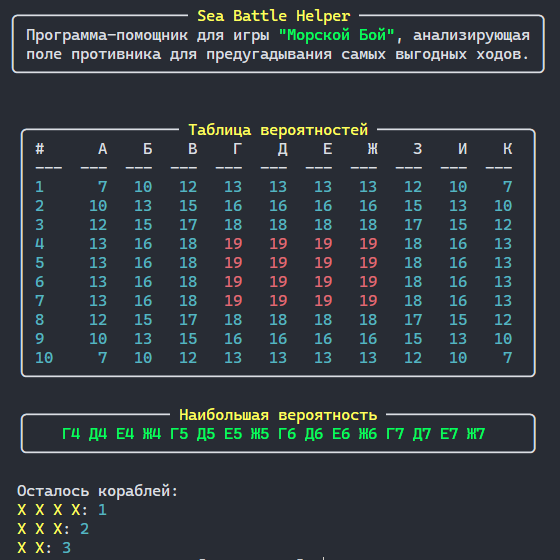 Sea Battle Helper
Программа-помощник для игры "Морской Бой", анализирующая
поле противника для предугадывания самых выгодных ходов.
Таблица вероятностей
# А Б В Г Д Е Ж З И К
--- --- --- --- --- --- --- --- --- --- ---
1 7 10 12 13 13 13 13 12 10 7
2 10 13 15 16 16 16 16 15 13 10
3 12 15 17 18 18 18 18 17 15 12
4 13 16 18 19 19 19 19 18 16 13
5 13 16 18 19 19 19 19 18 16 13
6 13 16 18 19 19 19 19 18 16 13
7 13 16 18 19 19 19 19 18 16 13
8 12 15 17 18 18 18 18 17 15 12
9 10 13 15 16 16 16 16 15 13 10
10 7 10 12 13 13 13 13 12 10 7
Наибольшая вероятность
Г4 Д4 Е4 Ж4 Г5 Д5 Е5 Ж5 Г6 Д6 Е6 Ж6 Г7 Д7 Е7 Ж7
Осталось кораблей:
X X X X: 1
X X X: 2
X X: 3